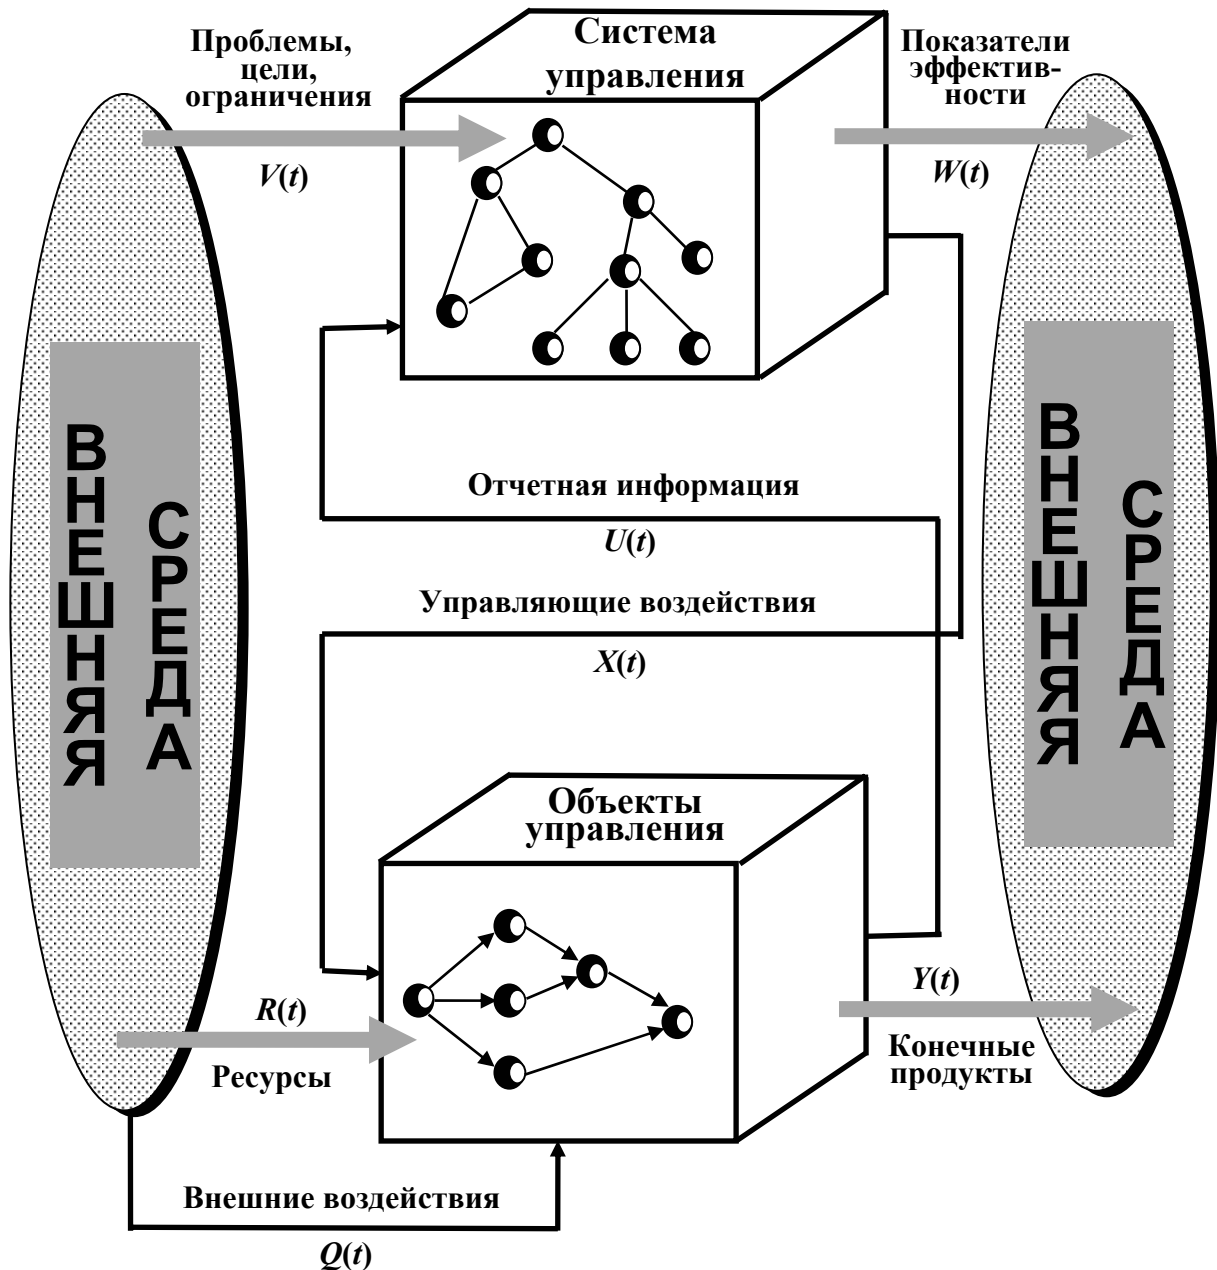 Проблемы,
цели,
ограничения
V(t)
Система
управления
Показатели
эффектив-
ности
W(t)
ВНЕШНЯЯ
СРЕДА
Отчетная информация
U(t)
Управляющие воздействия
X(t)
ВНЕШНЯЯ
СРЕДА
Объекты
управления
R(t)
Ресурсы
Y(t)
Конечные
продукты
Внешние воздействия
Q(t)